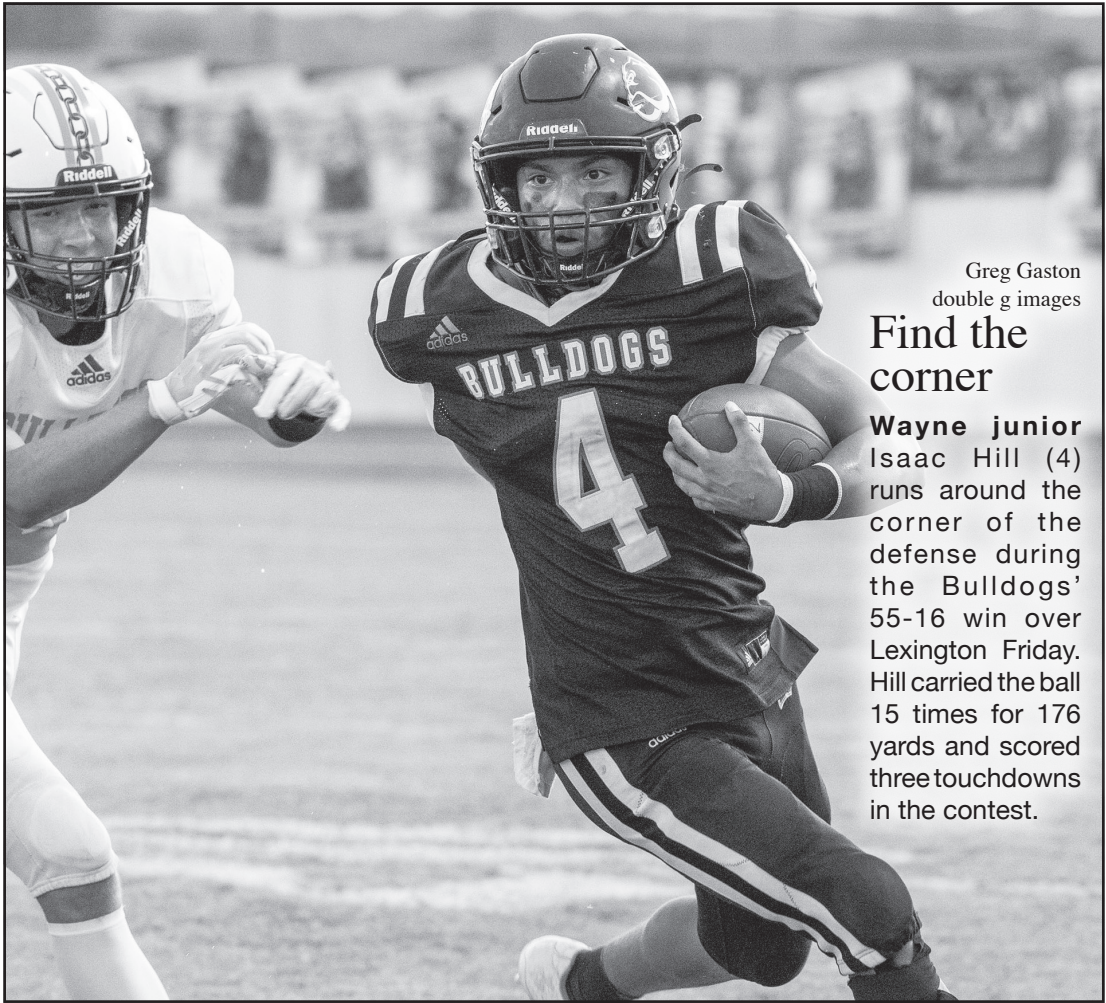 Riddell
Riddell
Riddell
adidas
Riddell
Riddell
adidas
BULLDOGS
4
adidas
Greg Gaston
double g images
Find the
corner
Wayne junior
Isaac Hill (4)
runs around the
corner of the
defense during
the Bulldogs’
55-16 win over
Lexington Friday.
Hill carried the ball
15 times for 176
yards and scored
three touchdowns
in the contest.